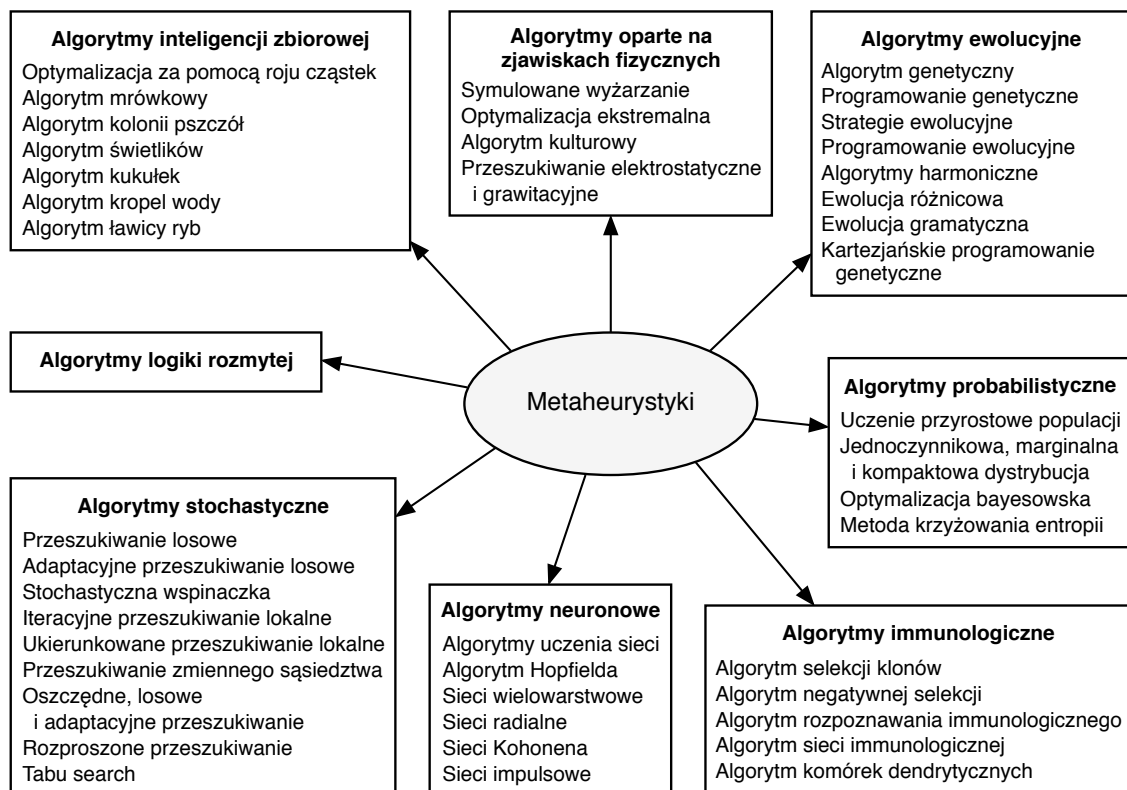 Algorytmy inteligencji zbiorowej
Optymalizacja za pomocą roju cząstek
Algorytm mrówkowy
Algorytm kolonii pszczół
Algorytm świetlików
Algorytm kukułek
Algorytm kropel wody
Algorytm ławicy ryb
Algorytmy oparte na
zjawiskach fizycznych
Symulowane wyżarzanie
Optymalizacja ekstremalna
Algorytm kulturowy
Przeszukiwanie elektrostatyczne
i grawitacyjne
Algorytmy ewolucyjne
Algorytm genetyczny
Programowanie genetyczne
Strategie ewolucyjne
Programowanie ewolucyjne
Algorytmy harmoniczne
Ewolucja różnicowa
Ewolucja gramatyczna
Kartezjańskie programowanie
genetyczne
Algorytmy logiki rozmytej
Metaheurystyki
Algorytmy probabilistyczne
Uczenie przyrostowe populacji
Jednoczynnikowa, marginalna
i kompaktowa dystrybucja
Optymalizacja bayesowska
Metoda krzyżowania entropii
Algorytmy stochastyczne
Przeszukiwanie losowe
Adaptacyjne przeszukiwanie losowe
Stochastyczna wspinaczka
Iteracyjne przeszukiwanie lokalne
Ukierunkowane przeszukiwanie lokalne
Przeszukiwanie zmiennego sąsiedztwa
Oszczędne, losowe
i adaptacyjne przeszukiwanie
Rozproszone przeszukiwanie
Tabu search
Algorytmy neuronowe
Algorytmy uczenia sieci
Algorytm Hopfielda
Sieci wielowarstwowe
Sieci radialne
Sieci Kohonena
Sieci impulsowe
Algorytmy immunologiczne
Algorytm selekcji klonów
Algorytm negatywnej selekcji
Algorytm rozpoznawania immunologicznego
Algorytm sieci immunologicznej
Algorytm komórek dendrytycznych